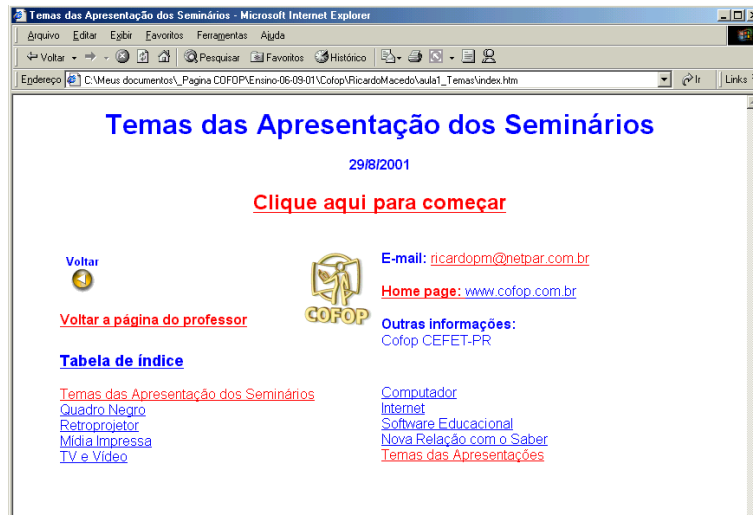 Temas das Apresentação dos Seminários - Microsoft Internet Explorer
Arquivo Editar Exibir Favoritos Ferramentas Ajuda
Voltar Pesquisar Favoritos Histórico
Endereço C:\Meus documentos\_Pagina COFOP\Ensino-06-09-01\Cofop\RicardoMacedo\aula1_Temas\index.htm Ir Links
Temas das Apresentação dos Seminários
29/8/2001
Clique aqui para começar
Voltar
Voltar a página do professor
Tabela de índice
Temas das Apresentação dos Seminários
Quadro Negro
Retroprojetor
Mídia Impressa
TV e Vídeo
COFOP
E-mail: ricardopm@netpar.com.br
Home page: www.cofop.com.br
Outras informações:
Cofop CEFET-PR
Computador
Internet
Software Educacional
Nova Relação com o Saber
Temas das Apresentações